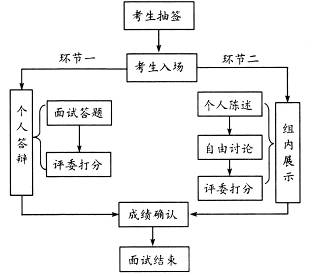 考生抽签
环节一
考生入场
环节二
个人答辩
面试答题
评委打分
个人陈述
自由讨论
评委打分
组内展示
成绩确认
面试结束